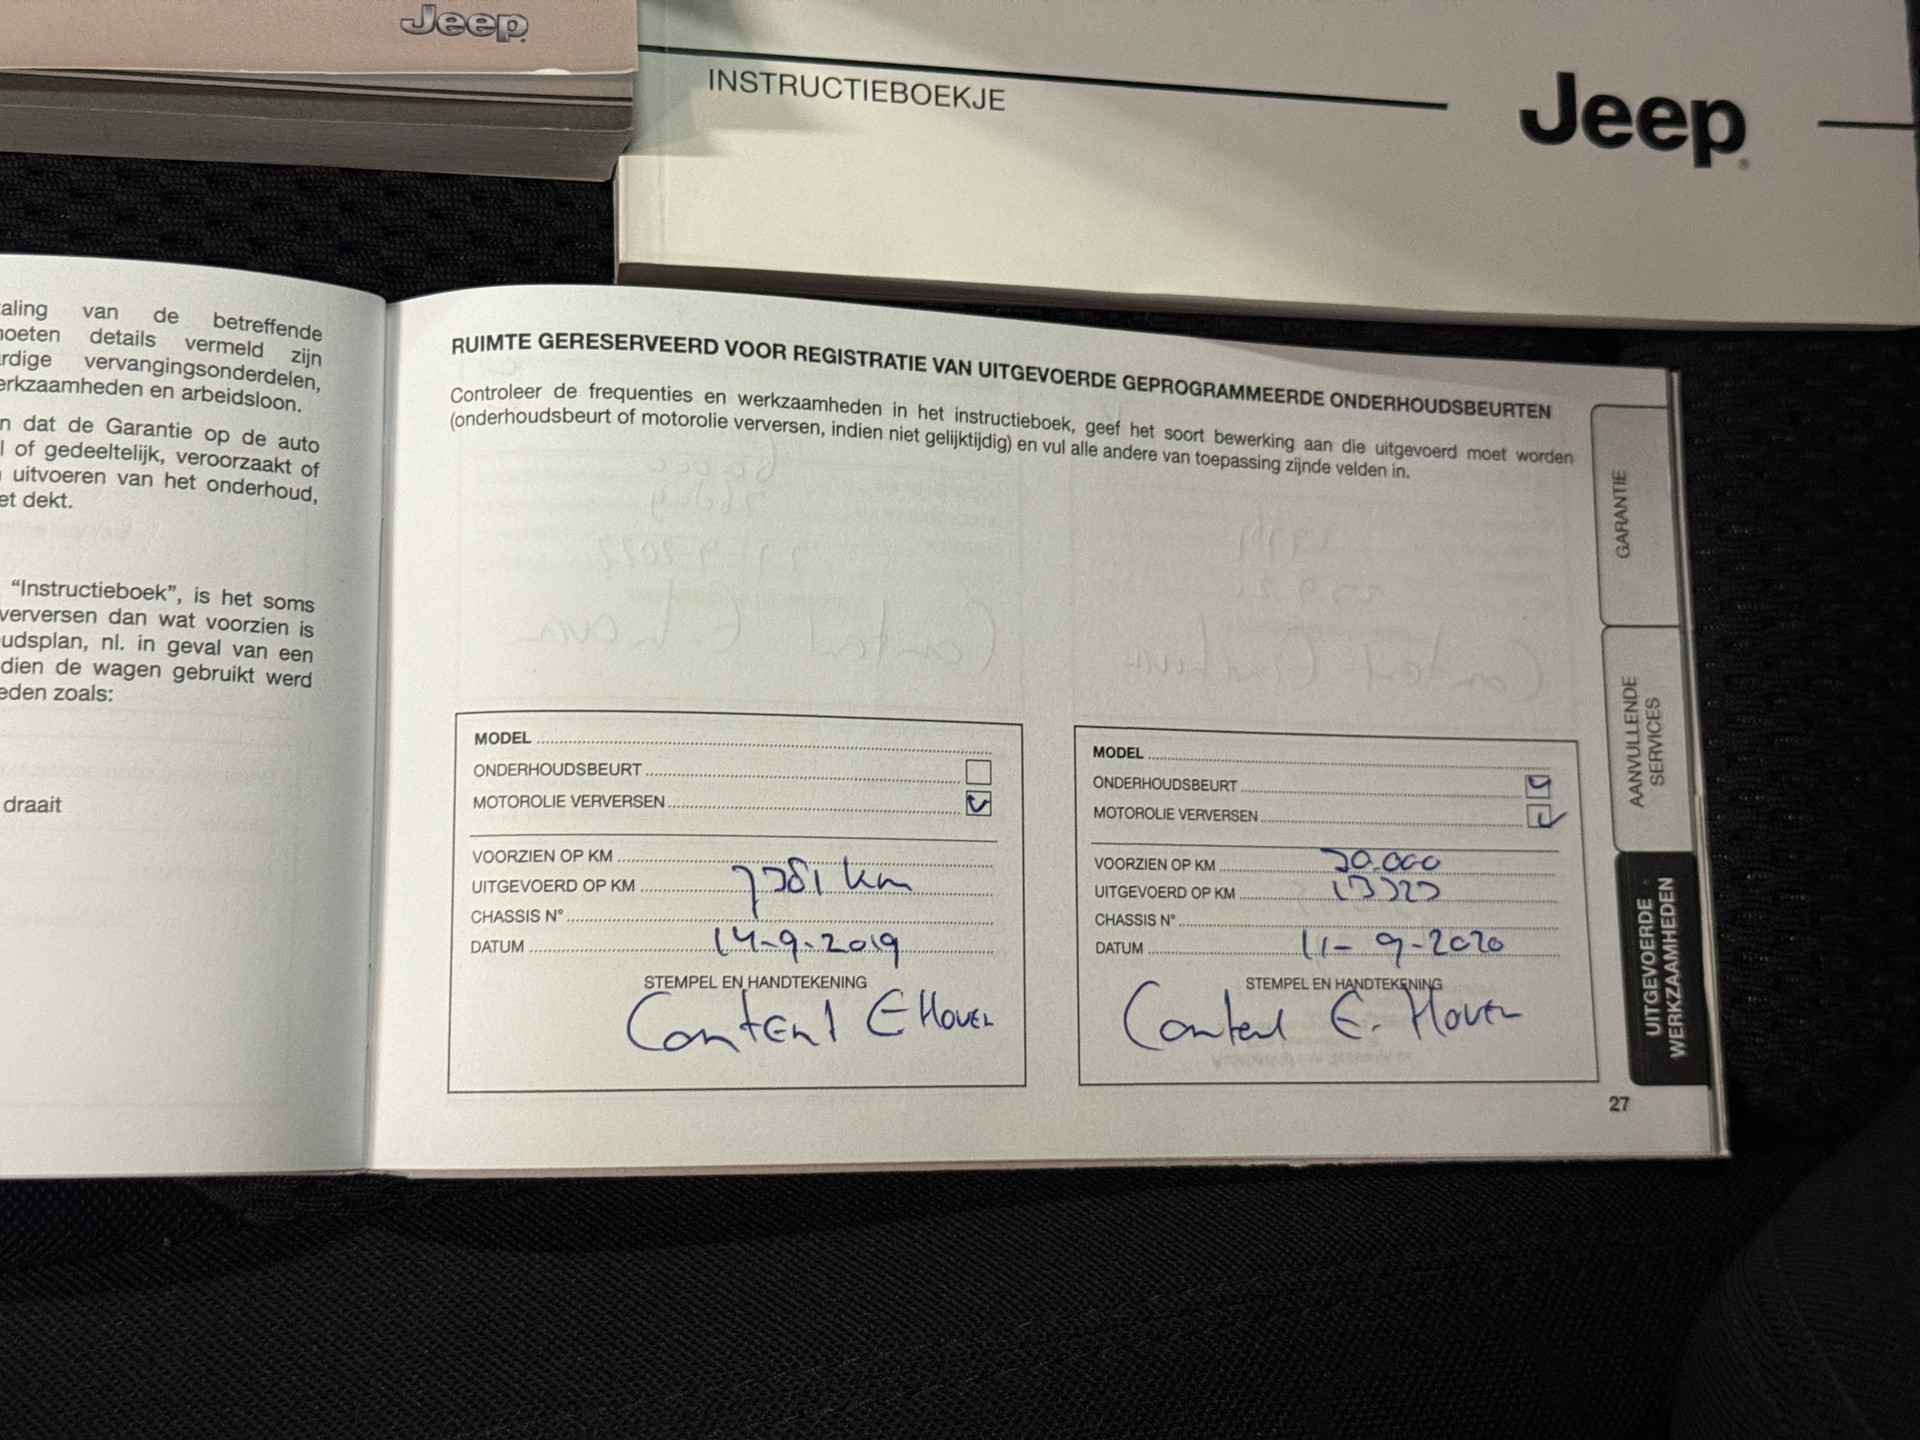 Jeep
INSTRUCTIEBOEKJE
Jeep
aling van de betreffende
oeten details vermeld zijn
rdige vervangingsonderdelen,
erkzaamheden en arbeidsloon.
n dat de Garantie op de auto
l of gedeeltelijk, veroorzaakt of
uitvoeren van het onderhoud,
et dekt.
"Instructieboek", is het soms
verversen dan wat voorzien is
udsplan, nl. in geval van een
dien de wagen gebruikt werd
eden zoals:
draait
RUIMTE GERESERVEERD VOOR REGISTRATIE VAN UITGEVOERDE GEPROGRAMMEERDE ONDERHOUDSBEURTEN
Controleer de frequenties en werkzaamheden in het instructieboek, geef het soort bewerking aan die uitgevoerd moet worden
(onderhoudsbeurt of motorolie verversen, indien niet gelijktijdig) en vul alle andere van toepassing zijnde velden in.
MODEL
ONDERHOUDSBEURT
MOTOROLIE VERVERSEN
VOORZIEN OP KM
UITGEVOERD OP KM 7381 km
CHASSIS N°
DATUM 14-9-2019
STEMPEL EN HANDTEKENING
Content EHoven
MODEL
ONDERHOUDSBEURT
MOTOROLIE VERVERSEN
VOORZIEN OP KM 30.000
UITGEVOERD OP KM
CHASSIS N°
DATUM 11-9-2020
STEMPEL EN HANDTEKENING
Content E. Hoven
GARANTIE
AANVULLENDE
SERVICES
UITGEVOERDE
WERKZAAMHEDEN
27